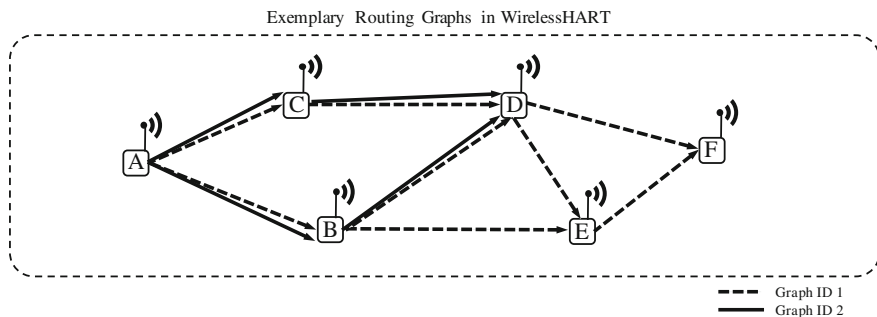 Exemplary Routing Graphs in WirelessHART
C
D
A
F
B
E
Graph ID 1
Graph ID 2